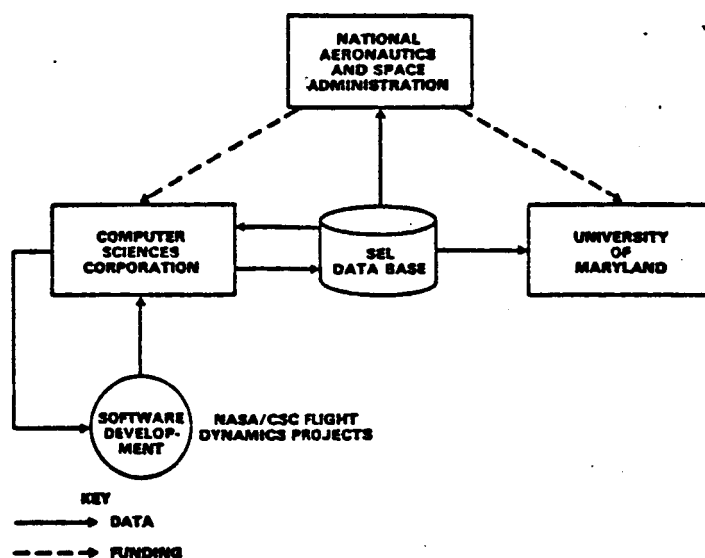 NATIONAL
AERONAUTICS
AND SPACE
ADMINISTRATION
COMPUTER
SCIENCES
CORPORATION
SEL
DATA BASE
UNIVERSITY
OF
MARYLAND
SOFTWARE
DEVELOP-
MENT
NASA/CSC FLIGHT
DYNAMICS PROJECTS
KEY
DATA
FUNDING